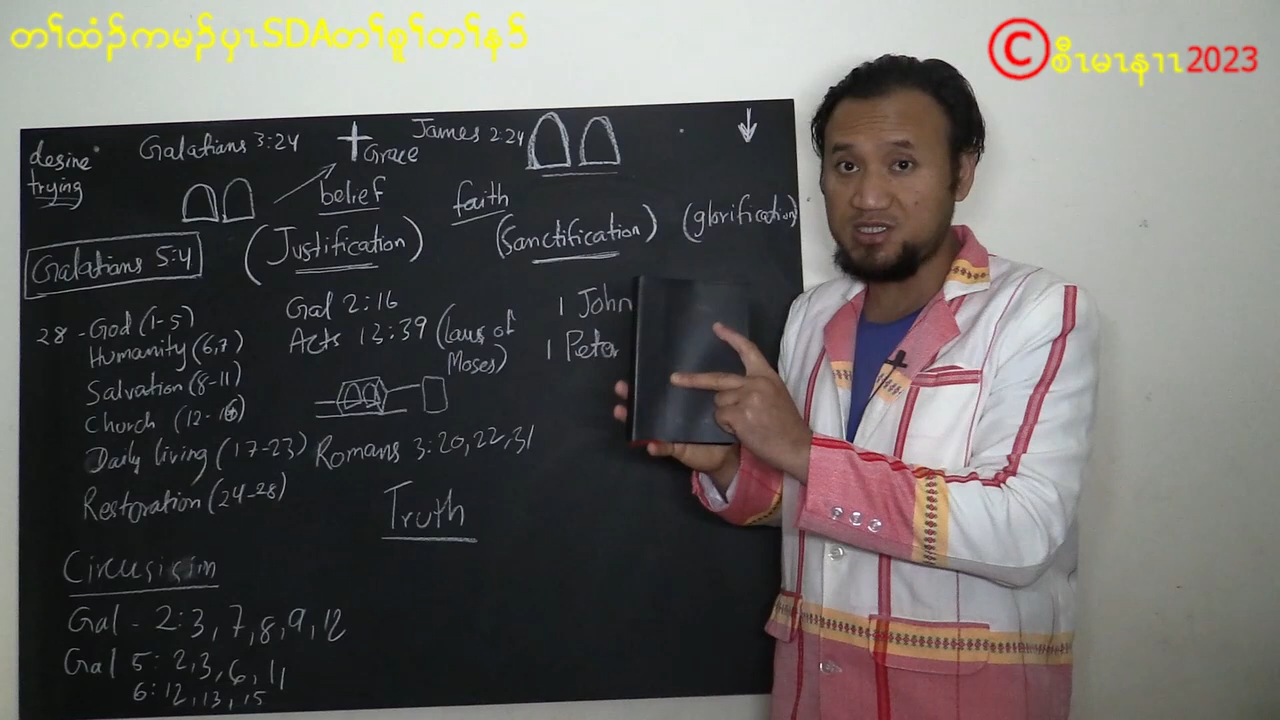 တၢ်ထံၣ်ကမၣ်ပှၤSDAတၢ်စူၢ်တၢ်နာ်
©စီၤမၤနၢၤ2023
desire
trying
Galatians 3:24
Grace
James 2:24
belief
faith
Galatians 5:4
(Justification)
(Sanctification)
(glorification)
28 - God (1-5)
Humanity (6,7)
Salvation (8-11)
Church (12-16)
Daily living (17-23)
Restoration (24-28)
Gal 2:16
Acts 13:39 (Laws of Moses)
Romans 3:20,22,31
1 John
1 Peter
Truth
Circusisim
Gal - 2:3, 7, 8, 9, 12
Gal 5: 2,3, 6, 11
6: 12, 13, 15